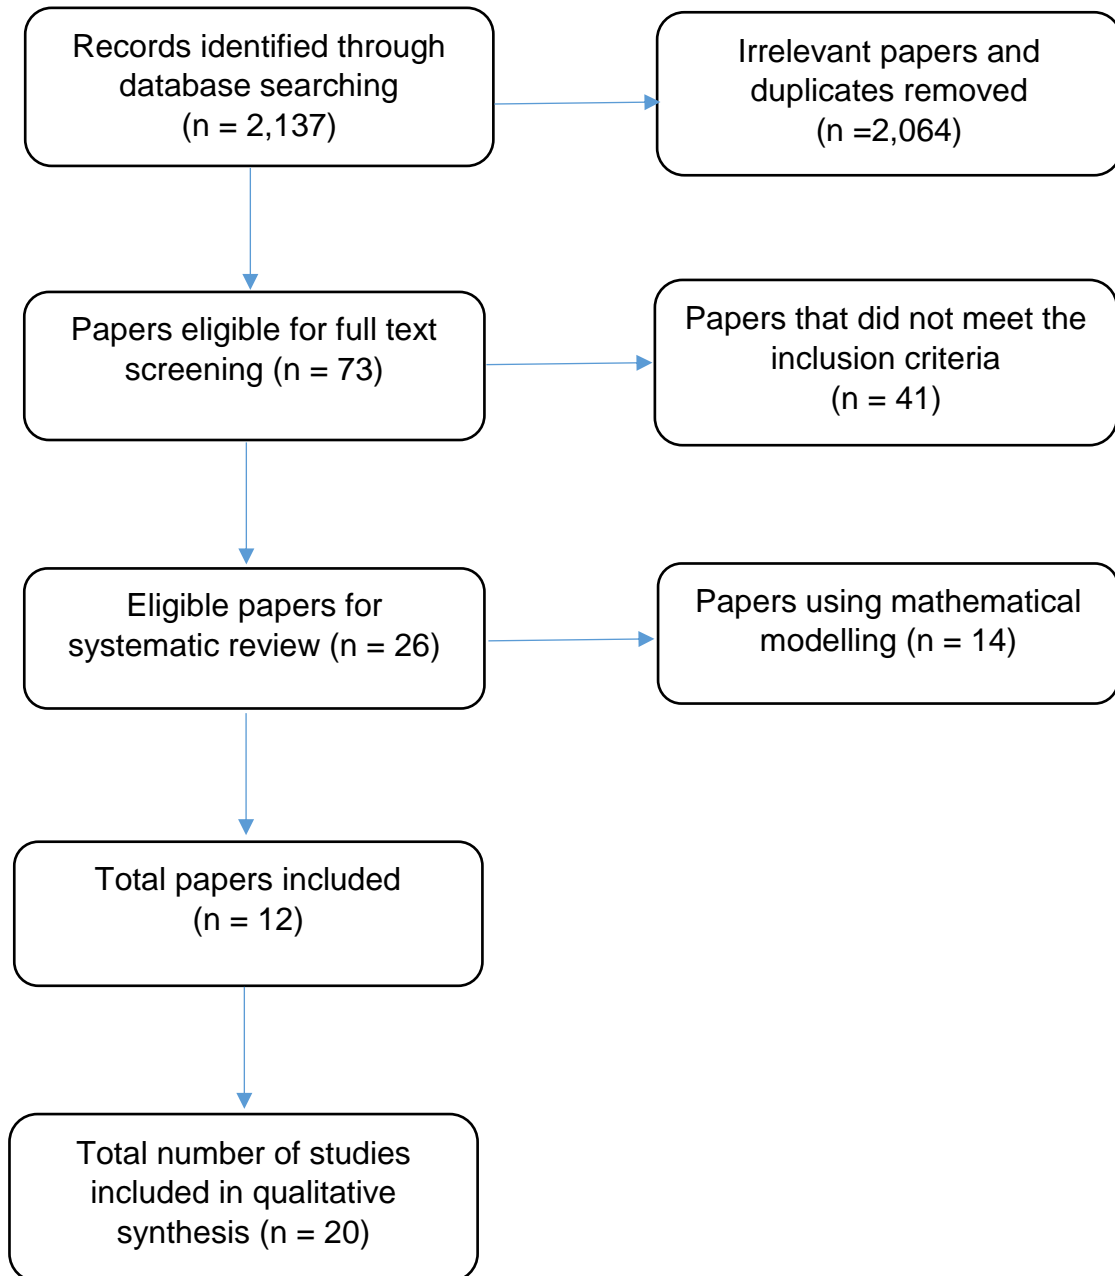 Records identified through
database searching
(n = 2,137)
Irrelevant papers and
duplicates removed
(n =2,064)
Papers eligible for full text
screening (n = 73)
Papers that did not meet the
inclusion criteria
(n = 41)
Eligible papers for
systematic review (n = 26)
Papers using mathematical
modelling (n = 14)
Total papers included
(n = 12)
Total number of studies
included in qualitative
synthesis (n = 20)